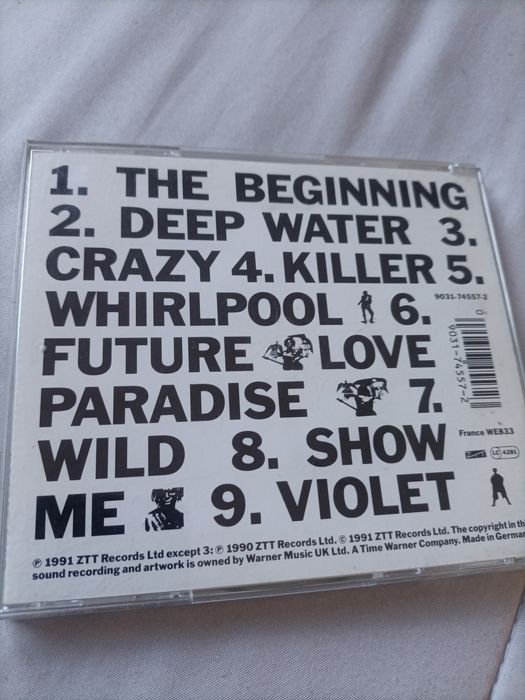 1. THE BEGINNING
2. DEEP WATER 3.
CRAZY 4. KILLER 5.
WHIRLPOOL 6.
9031-74557-2
FUTURE LOVE
PARADISE 7.
0 9031-74557-2
WILD 8. SHOW
France WE833
LC 4281
ME 9. VIOLET
℗ 1991 ZTT Records Ltd except 3: ℗ 1990 ZTT Records Ltd. © 1991 ZTT Records Ltd. The copyright in
sound recording and artwork is owned by Warner Music UK Ltd. A Time Warner Company. Made in